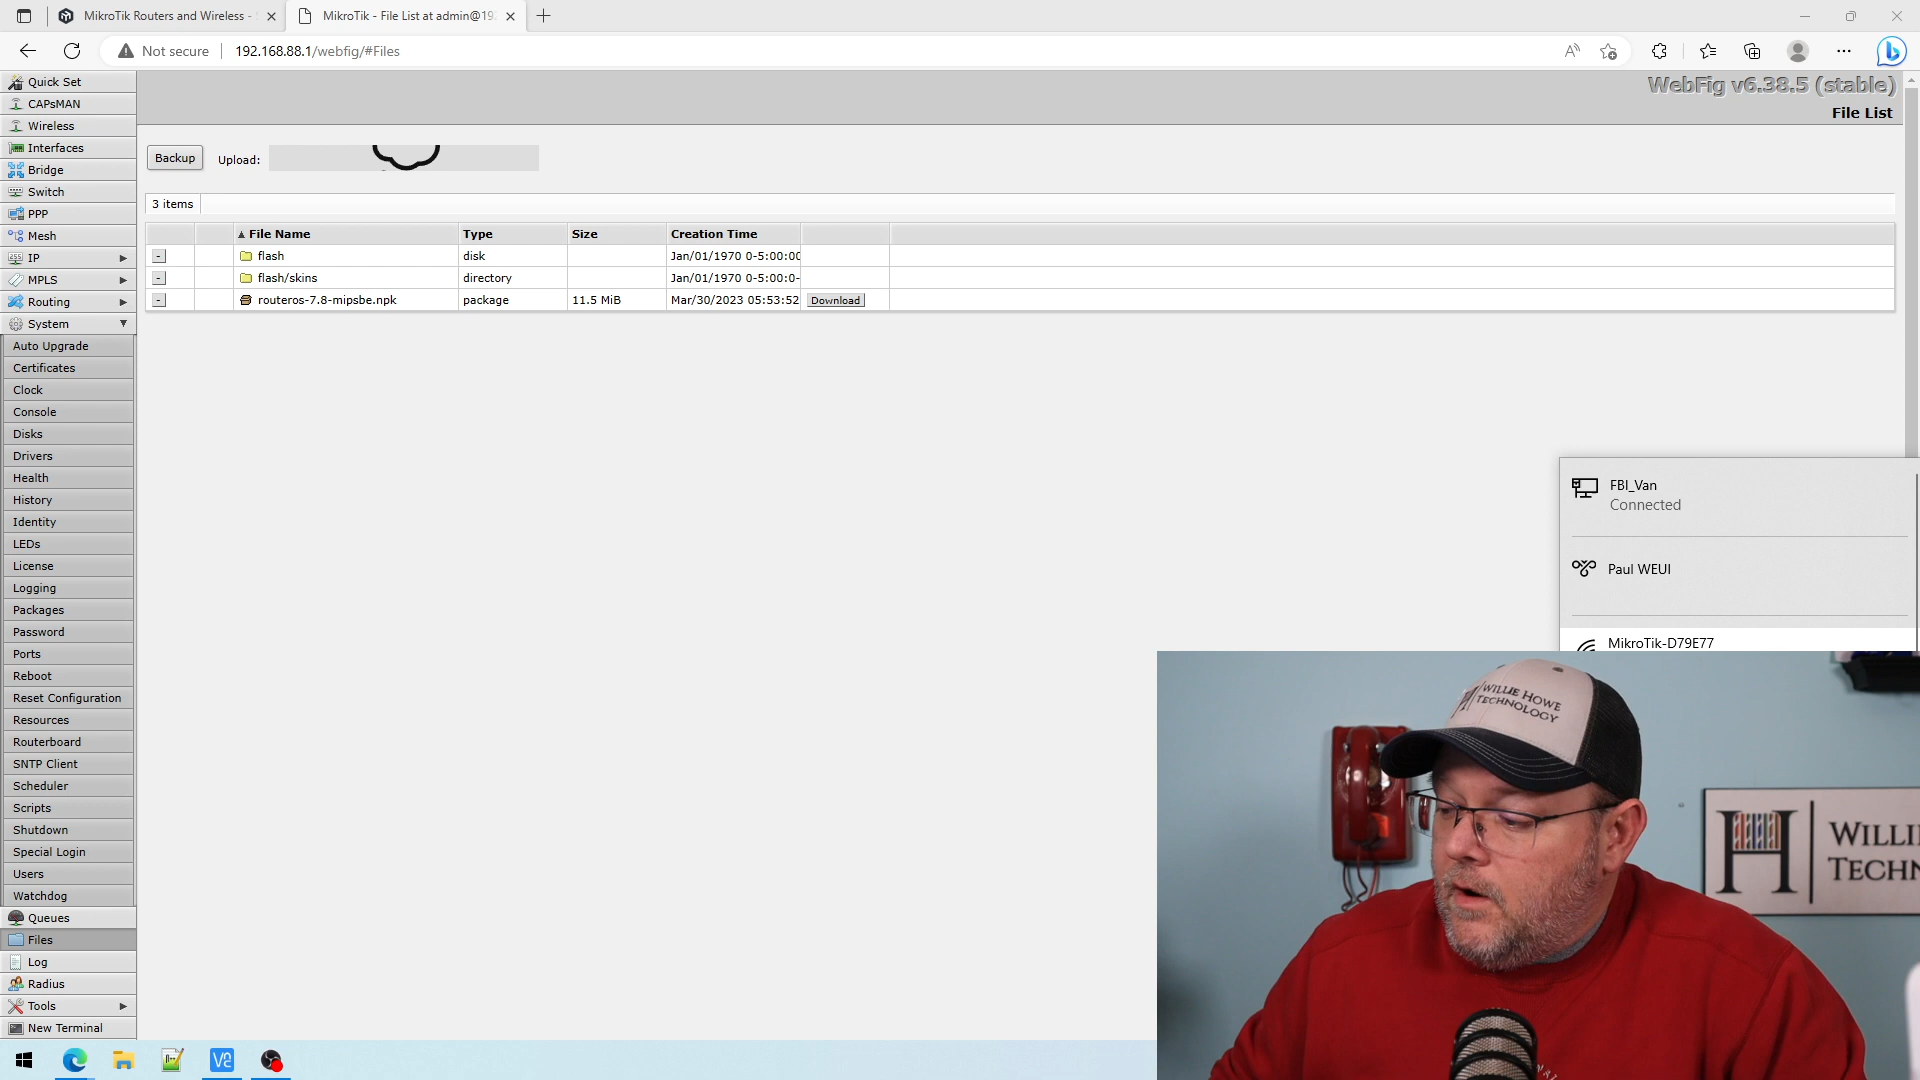 MikroTik Routers and Wireless -
MikroTik - File List at admin@19
Not secure
192.168.88.1/webfig/#Files
Quick Set
WebFig v6.38.5 (stable)
CAPsMAN
File List
Wireless
Interfaces
Backup
Upload:
Bridge
Switch
3 items
PPP
Mesh
File Name
Type
Size
Creation Time
IP
flash
disk
Jan/01/1970 0-5:00:00
MPLS
flash/skins
directory
Jan/01/1970 0-5:00:0-
Routing
routeros-7.8-mipsbe.npk
package
11.5 MiB
Mar/30/2023 05:53:52
Download
System
Auto Upgrade
Certificates
Clock
Console
Disks
Drivers
Health
History
Identity
LEDs
License
Logging
Packages
Password
Ports
Reboot
Reset Configuration
Resources
Routerboard
SNTP Client
Scheduler
Scripts
Shutdown
Special Login
Users
Watchdog
Queues
Files
Log
Radius
Tools
New Terminal
FBI_Van
Connected
Paul WEUI
MikroTik-D79E77
WILLIE HOWE
TECHNOLOGY
H
WILLI
TECHN